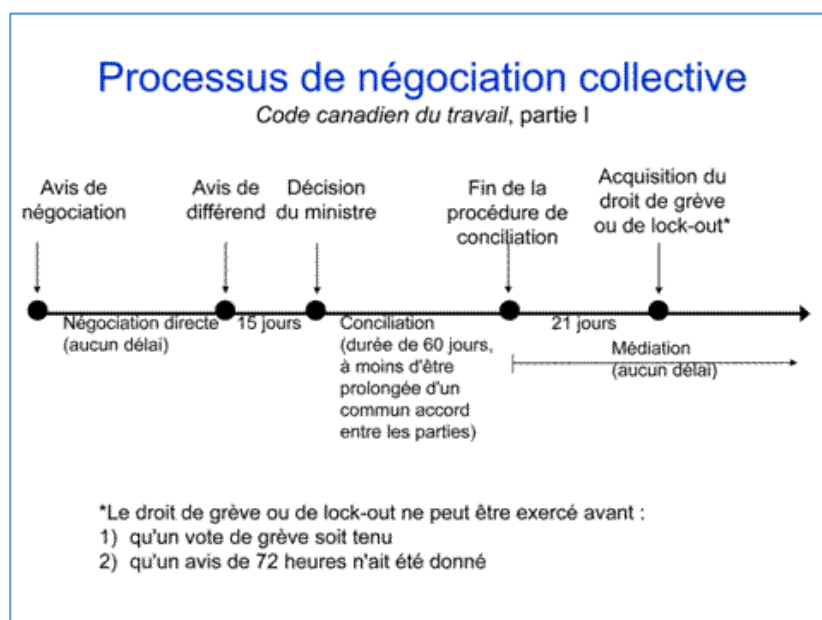 Processus de négociation collective
Code canadien du travail, partie I
Avis de
négociation
Avis de
différend
Décision
du ministre
Fin de la
procédure de
conciliation
Acquisition du
droit de grève
ou de lock-out*
Négociation directe
(aucun délai)
15 jours
Conciliation
(durée de 60 jours,
à moins d'être
prolongée d'un
commun accord
entre les parties)
21 jours
Médiation
(aucun délai)
*Le droit de grève ou de lock-out ne peut être exercé avant :
1) qu'un vote de grève soit tenu
2) qu'un avis de 72 heures n'ait été donné